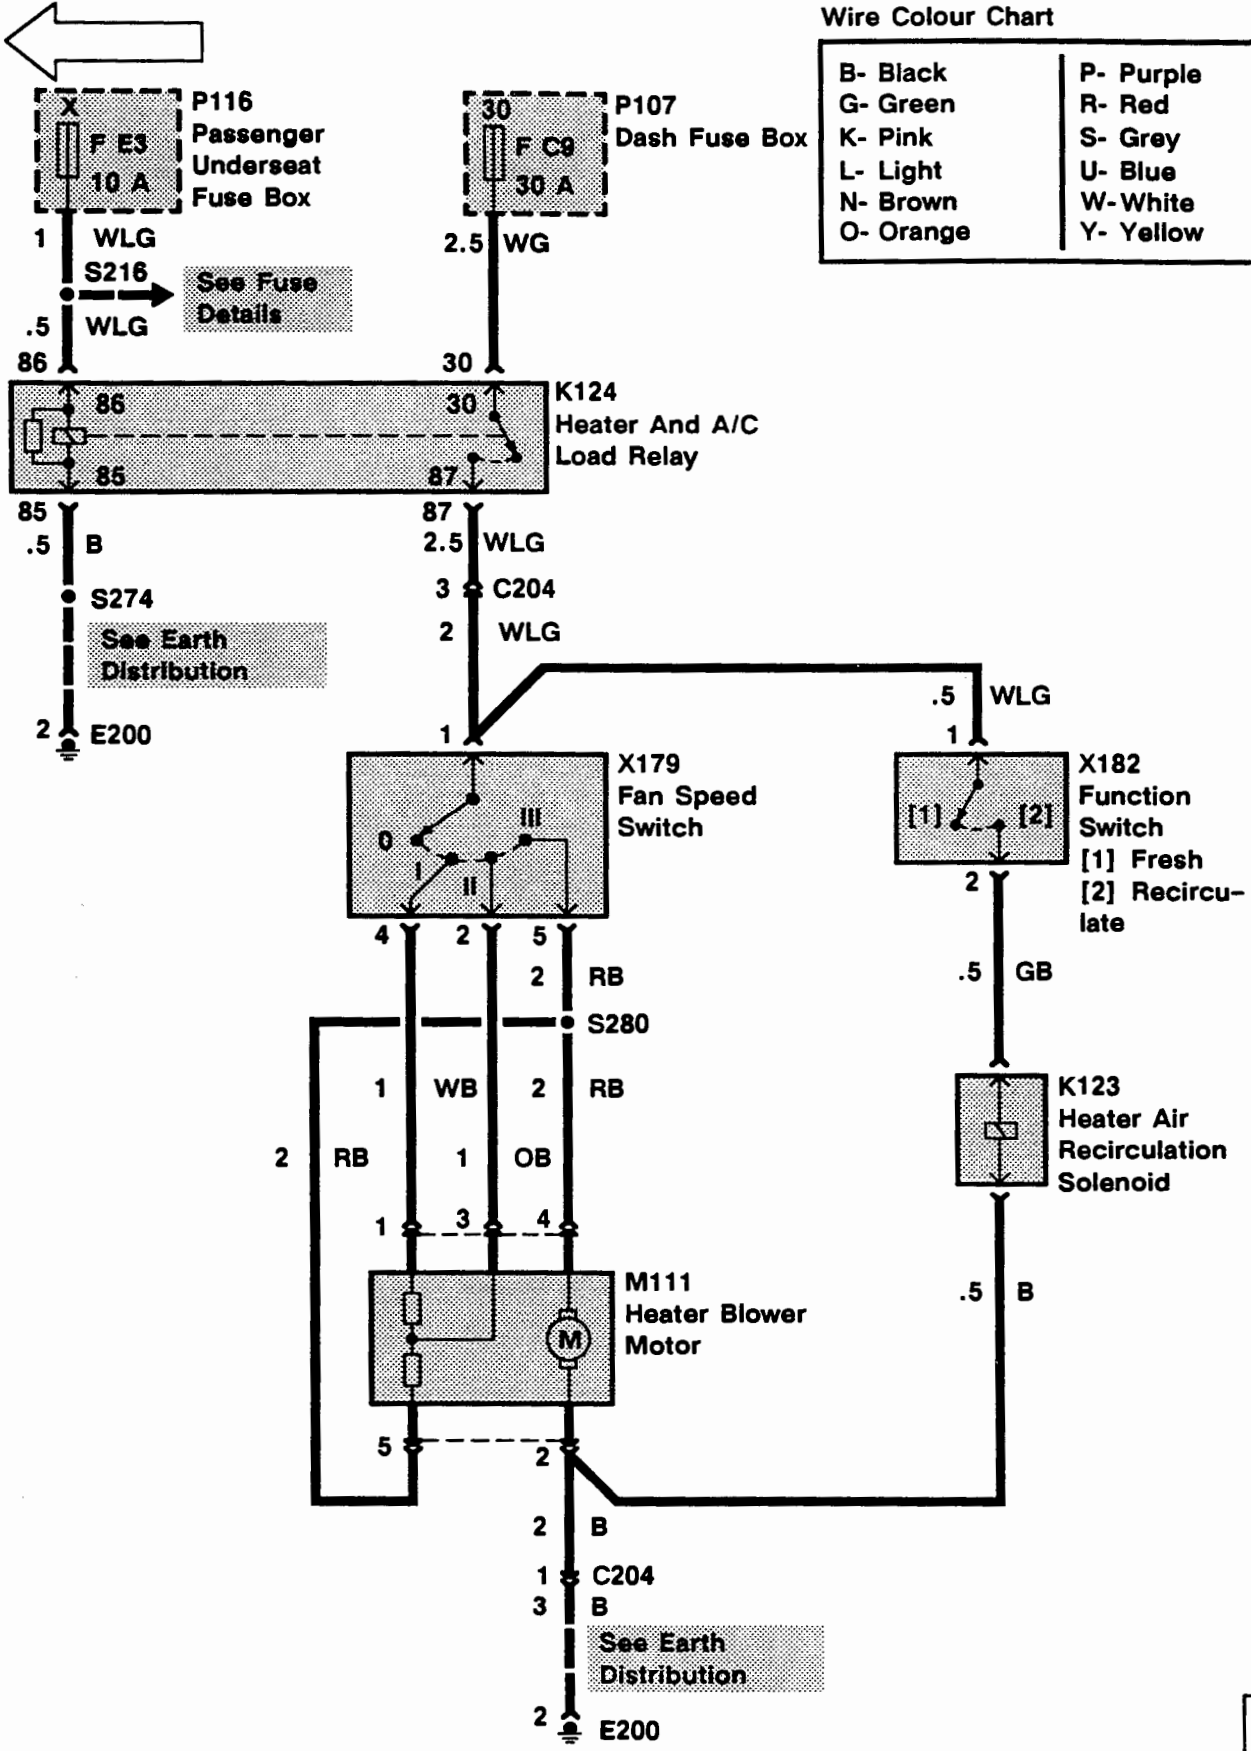 Wire Colour Chart
B- Black
G- Green
K- Pink
L- Light
N- Brown
O- Orange
P- Purple
R- Red
S- Grey
U- Blue
W-White
Y- Yellow
X
F E3
10 A
P116
Passenger
Underseat
Fuse Box
30
F C9
30 A
P107
Dash Fuse Box
1 WLG
2.5 WG
S216
See Fuse
Details
.5 WLG
86
30
86
30
K124
Heater And A/C
Load Relay
85
87
85
87
.5 B
2.5 WLG
3 C204
S274
2 WLG
See Earth
Distribution
.5 WLG
2 E200
1
1
X179
Fan Speed
Switch
0
I
II
III
X182
Function
Switch
[1] Fresh
[2] Recircu-
late
[1]
[2]
4
2
5
2
2 RB
.5 GB
S280
1 WB
2 RB
K123
Heater Air
Recirculation
Solenoid
2 RB
1 OB
1
3
4
M111
Heater Blower
Motor
M
.5 B
5
2
2 B
1 C204
3 B
See Earth
Distribution
2 E200